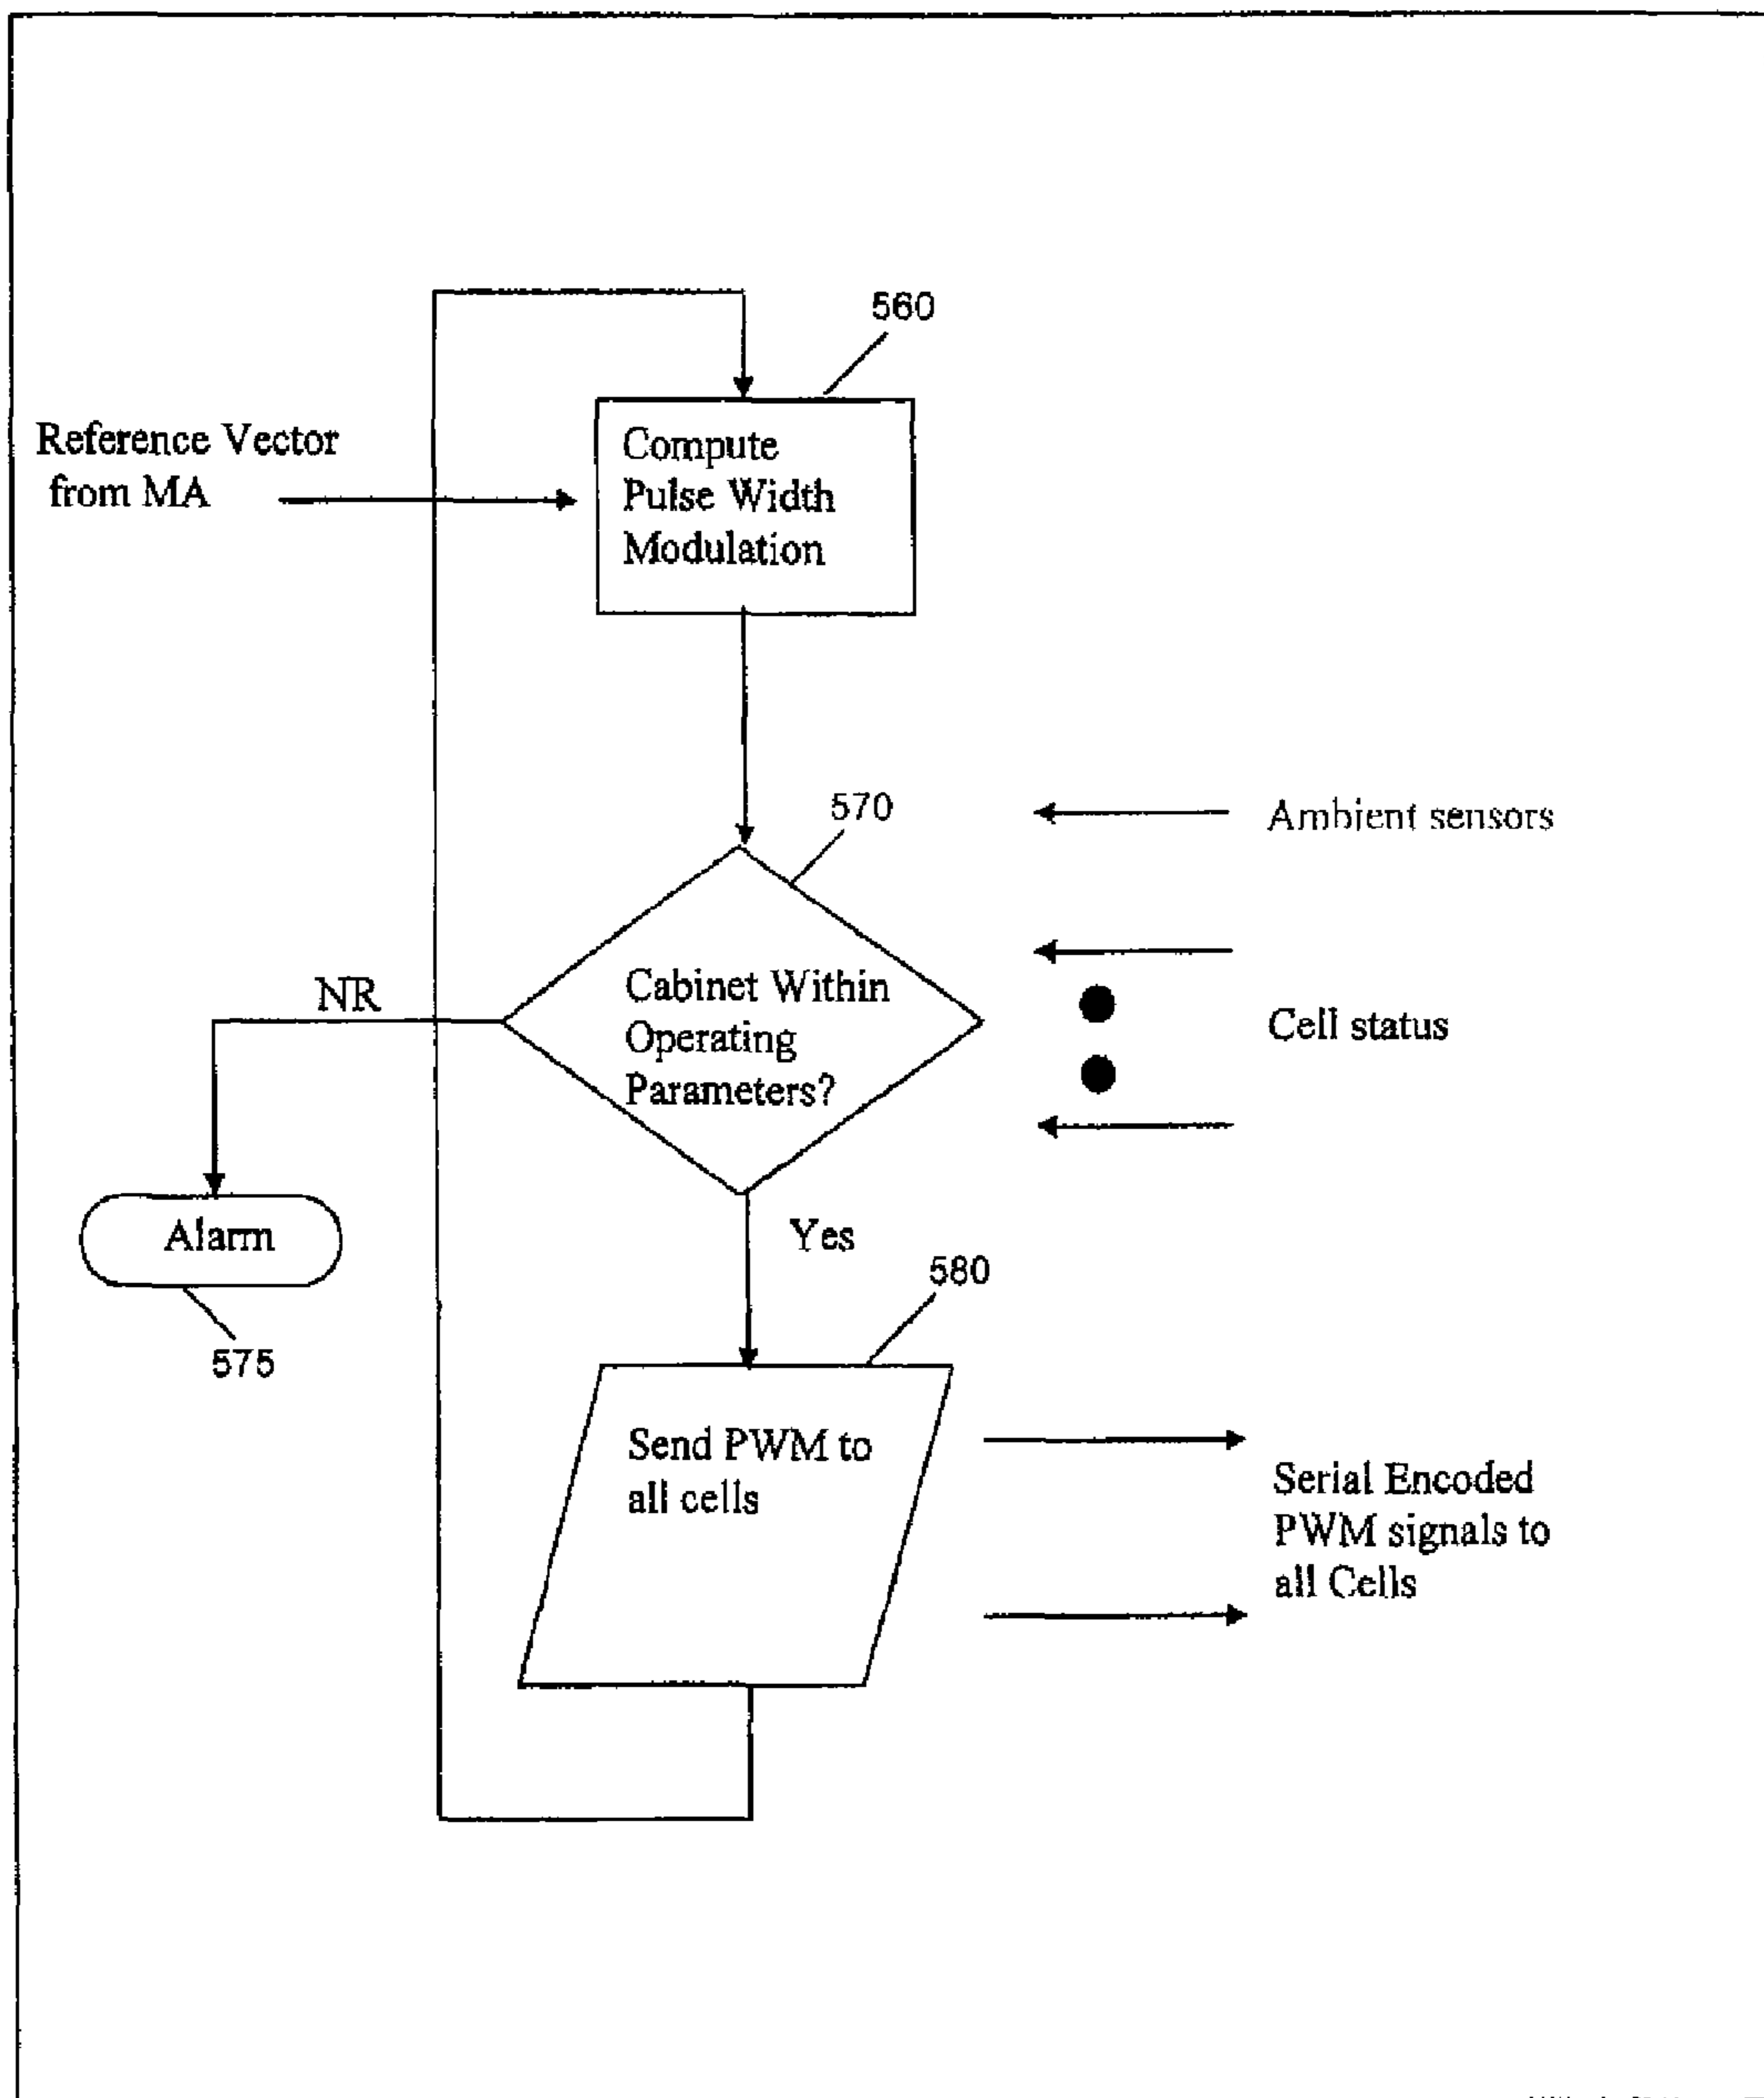 560
Reference Vector
from MA
Compute
Pulse Width
Modulation
570
Ambient sensors
NR
Cabinet Within
Operating
Parameters?
Cell status
Alarm
Yes
575
580
Send PWM to
all cells
Serial Encoded
PWM signals to
all Cells